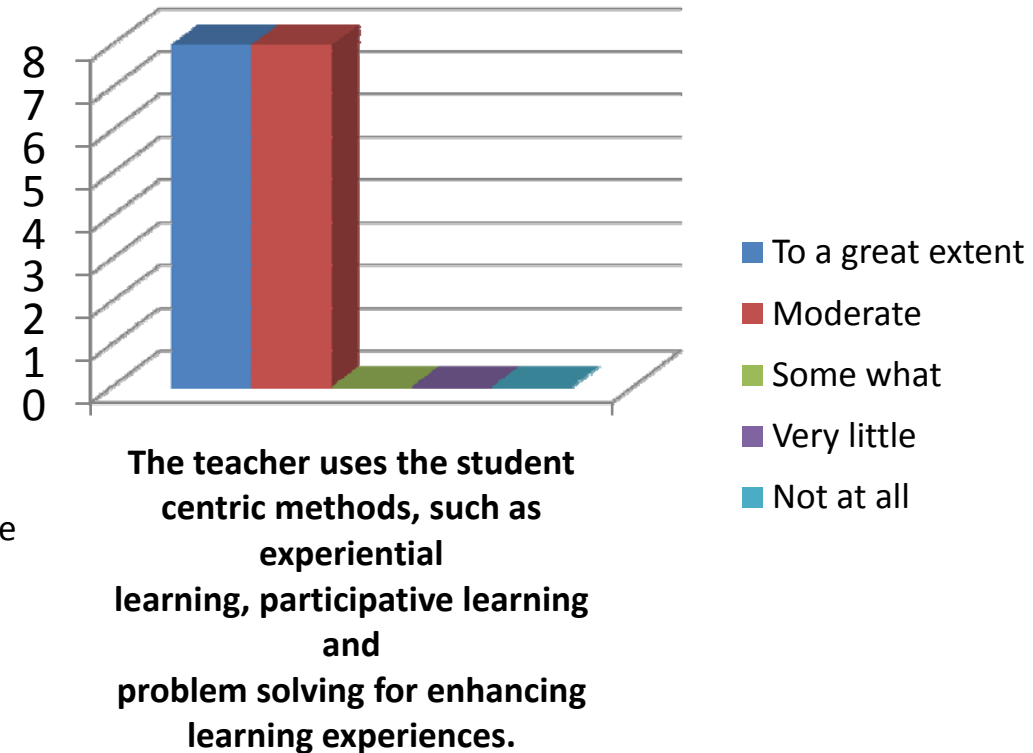 8
7
6
5
4
3
2
1
0
To a great extent
Moderate
Some what
Very little
Not at all
The teacher uses the student
centric methods, such as
experiential
learning, participative learning
and
problem solving for enhancing
learning experiences.
e